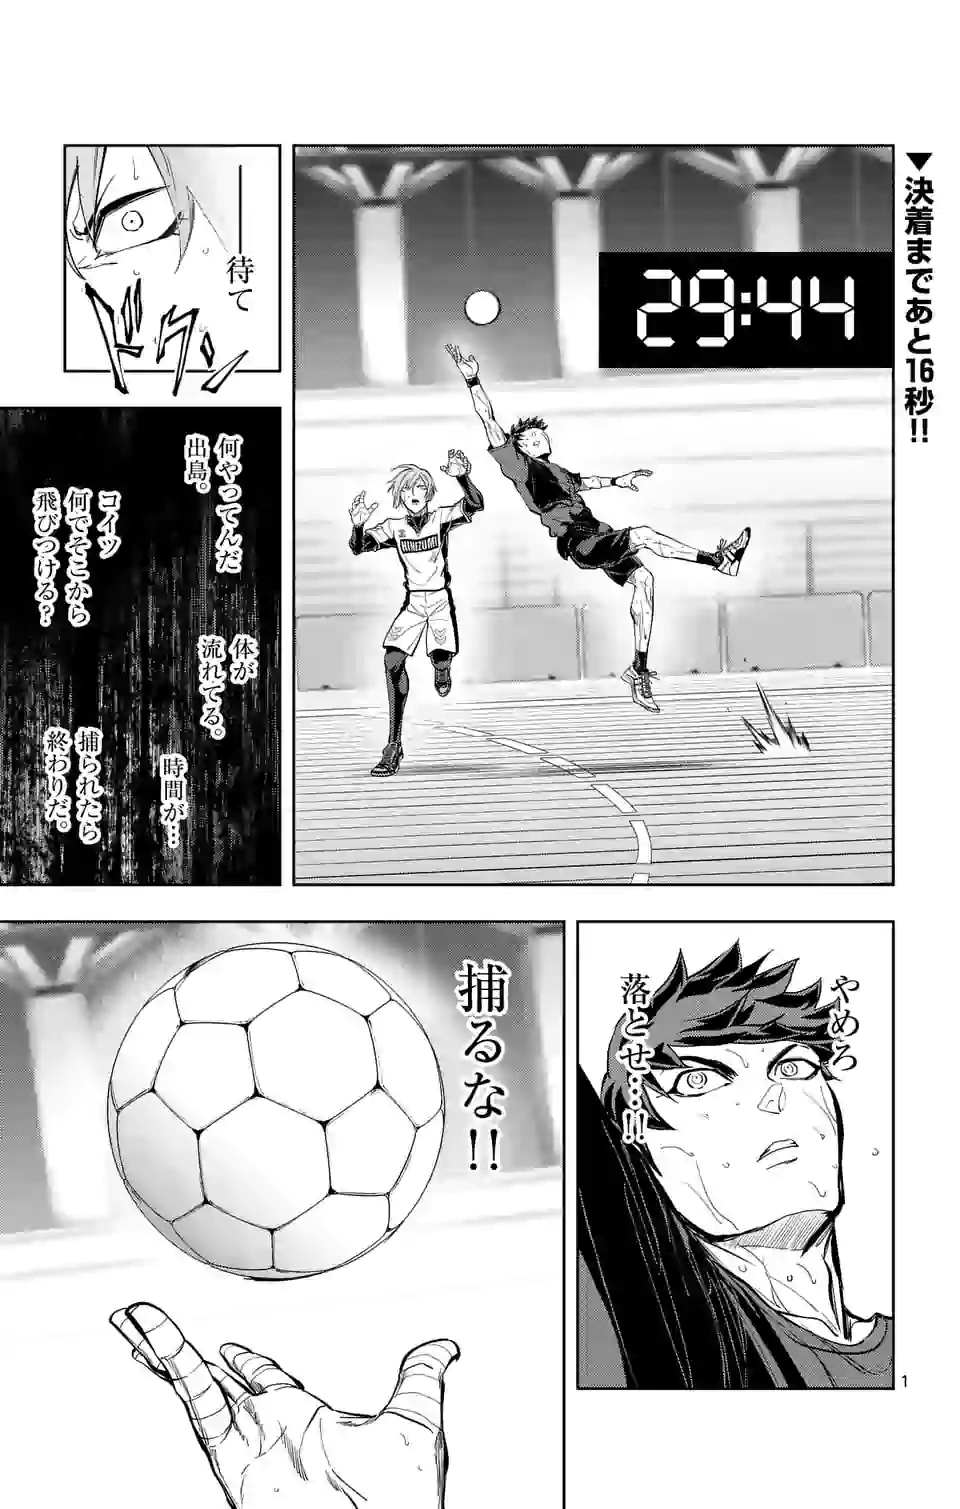 ▼決着まであと16秒!!
29:44
HINEZUMI
――待て
ドクン
何やってんだ
出島。
コイツ
何でそこから
飛びつける？
体が
流れてる。
時間が…
捕られたら
終わりだ。
やめろ
落とせ…!!
捕るな!!
1